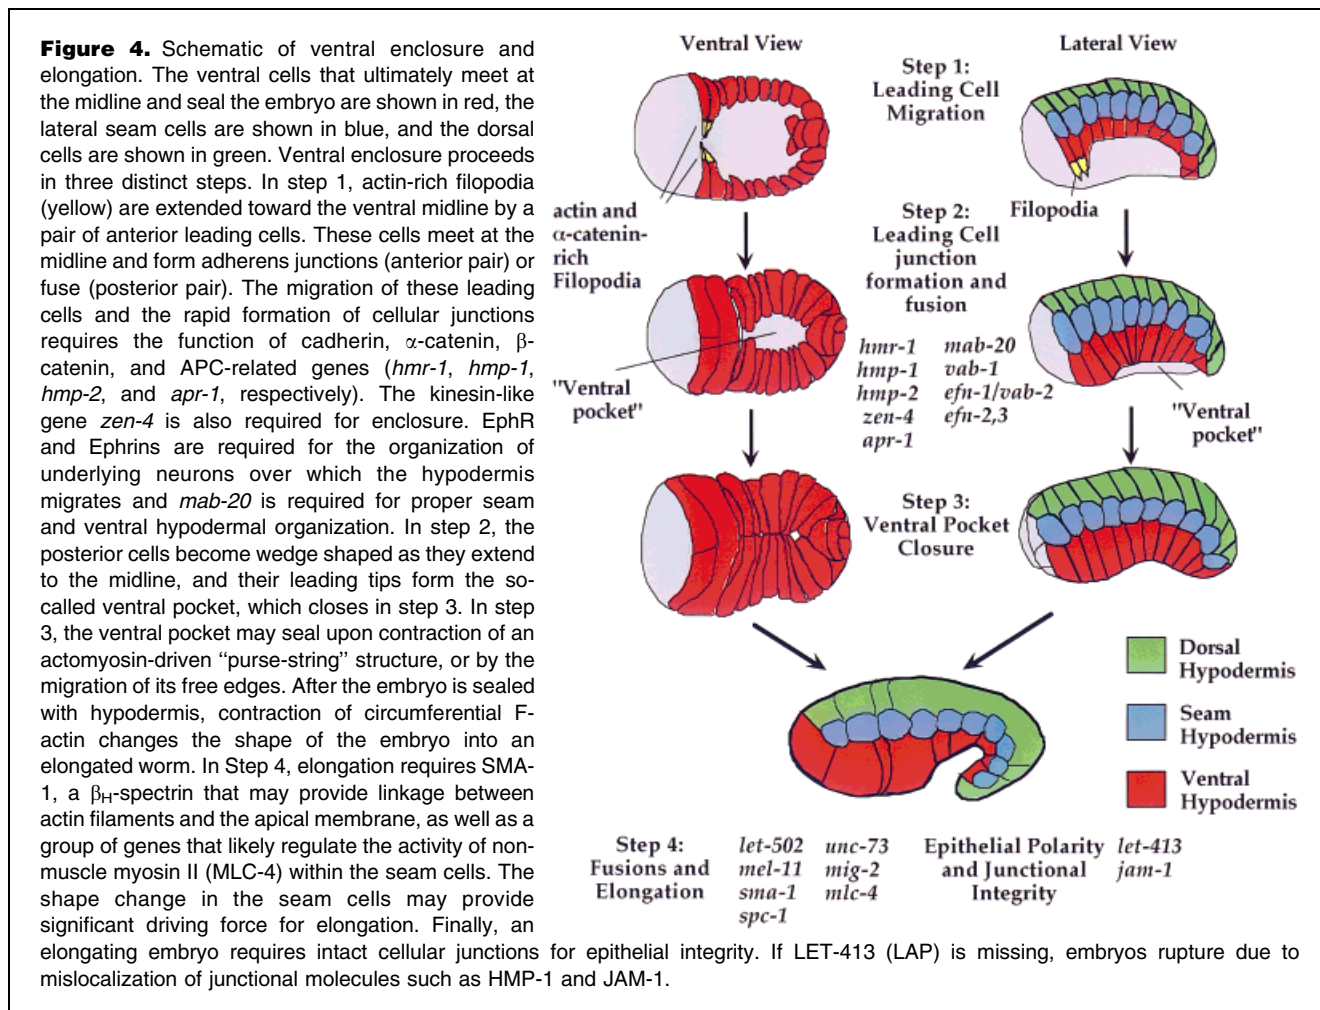 Figure 4. Schematic of ventral enclosure and
elongation. The ventral cells that ultimately meet at
the midline and seal the embryo are shown in red, the
lateral seam cells are shown in blue, and the dorsal
cells are shown in green. Ventral enclosure proceeds
in three distinct steps. In step 1, actin-rich filopodia
(yellow) are extended toward the ventral midline by a
pair of anterior leading cells. These cells meet at the
midline and form adherens junctions (anterior pair) or
fuse (posterior pair). The migration of these leading
cells and the rapid formation of cellular junctions
requires the function of cadherin, α-catenin, β-
catenin, and APC-related genes (hmr-1, hmp-1,
hmp-2, and apr-1, respectively). The kinesin-like
gene zen-4 is also required for enclosure. EphR
and Ephrins are required for the organization of
underlying neurons over which the hypodermis
migrates and mab-20 is required for proper seam
and ventral hypodermal organization. In step 2, the
posterior cells become wedge shaped as they extend
to the midline, and their leading tips form the so-
called ventral pocket, which closes in step 3. In step
3, the ventral pocket may seal upon contraction of an
actomyosin-driven “purse-string” structure, or by the
migration of its free edges. After the embryo is sealed
with hypodermis, contraction of circumferential F-
actin changes the shape of the embryo into an
elongated worm. In Step 4, elongation requires SMA-
1, a βH-spectrin that may provide linkage between
actin filaments and the apical membrane, as well as a
group of genes that likely regulate the activity of non-
muscle myosin II (MLC-4) within the seam cells. The
shape change in the seam cells may provide
significant driving force for elongation. Finally, an
elongating embryo requires intact cellular junctions for epithelial integrity. If LET-413 (LAP) is missing, embryos rupture due to
mislocalization of junctional molecules such as HMP-1 and JAM-1.
Ventral View
Lateral View
Step 1:
Leading Cell
Migration
actin and
α-catenin-
rich
Filopodia
Filopodia
Step 2:
Leading Cell
junction
formation and
fusion
hmr-1 mab-20
hmp-1 vab-1
hmp-2 efn-1/vab-2
zen-4 efn-2,3
apr-1
"Ventral
pocket"
"Ventral
pocket"
Step 3:
Ventral Pocket
Closure
Dorsal
Hypodermis
Seam
Hypodermis
Ventral
Hypodermis
Step 4:
Fusions and
Elongation
let-502 unc-73
mel-11 mig-2
sma-1 mlc-4
spc-1
Epithelial Polarity
and Junctional
Integrity
let-413
jam-1